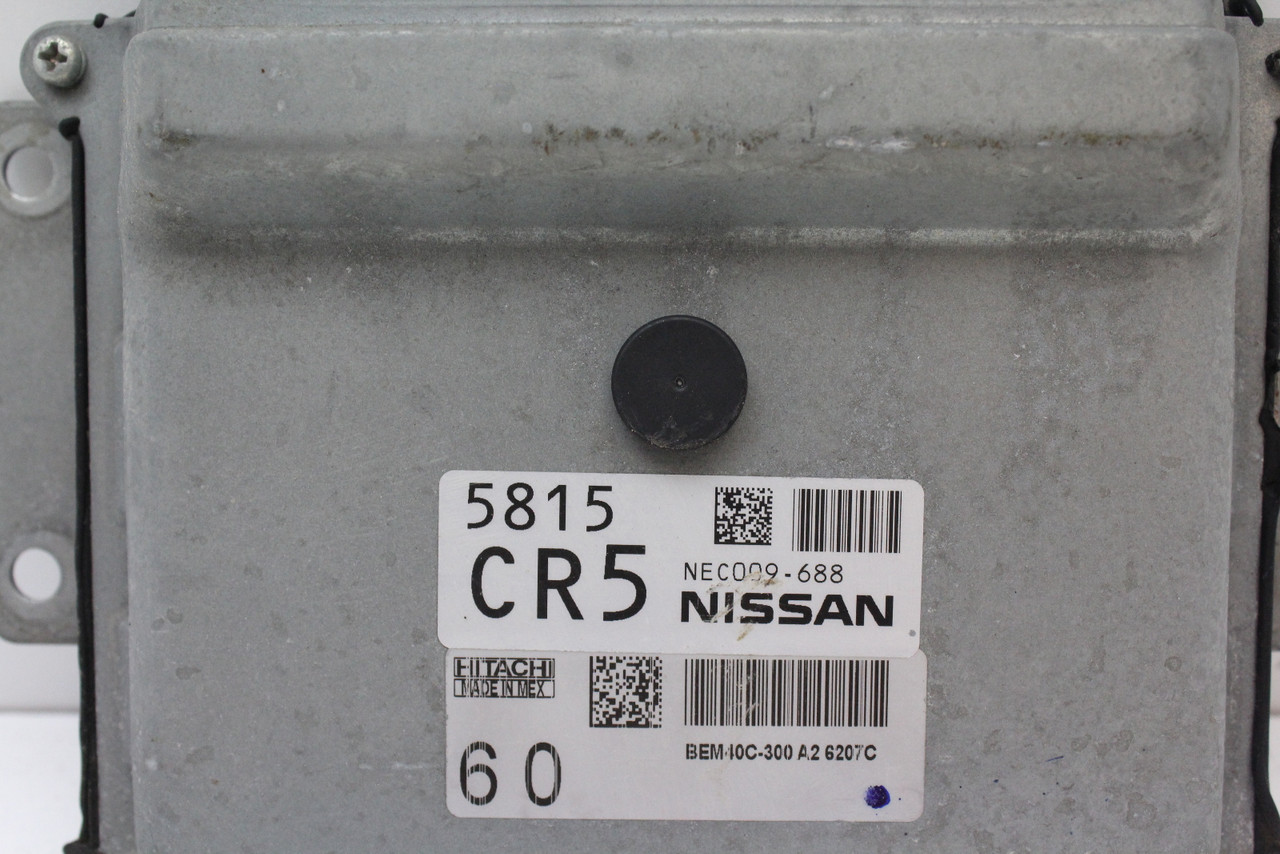 5815
CR5
NEC009-688
NISSAN
HITACHI
MADE IN MEX
60
BEM40C-300 A2 6207C